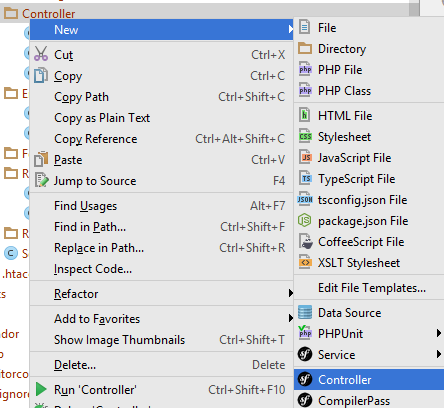 Controller
New
Cut Ctrl+X
Copy Ctrl+C
Copy Path Ctrl+Shift+C
Copy as Plain Text
Copy Reference Ctrl+Alt+Shift+C
Paste Ctrl+V
Jump to Source F4
Find Usages Alt+F7
Find in Path... Ctrl+Shift+F
Replace in Path... Ctrl+Shift+R
Inspect Code...
Refactor
Add to Favorites
Show Image Thumbnails Ctrl+Shift+T
Delete... Delete
Run 'Controller' Ctrl+Shift+F10
File
Directory
PHP File
PHP Class
HTML File
Stylesheet
JavaScript File
TypeScript File
tsconfig.json File
package.json File
CoffeeScript File
XSLT Stylesheet
Edit File Templates...
Data Source
PHPUnit
Service
Controller
CompilerPass